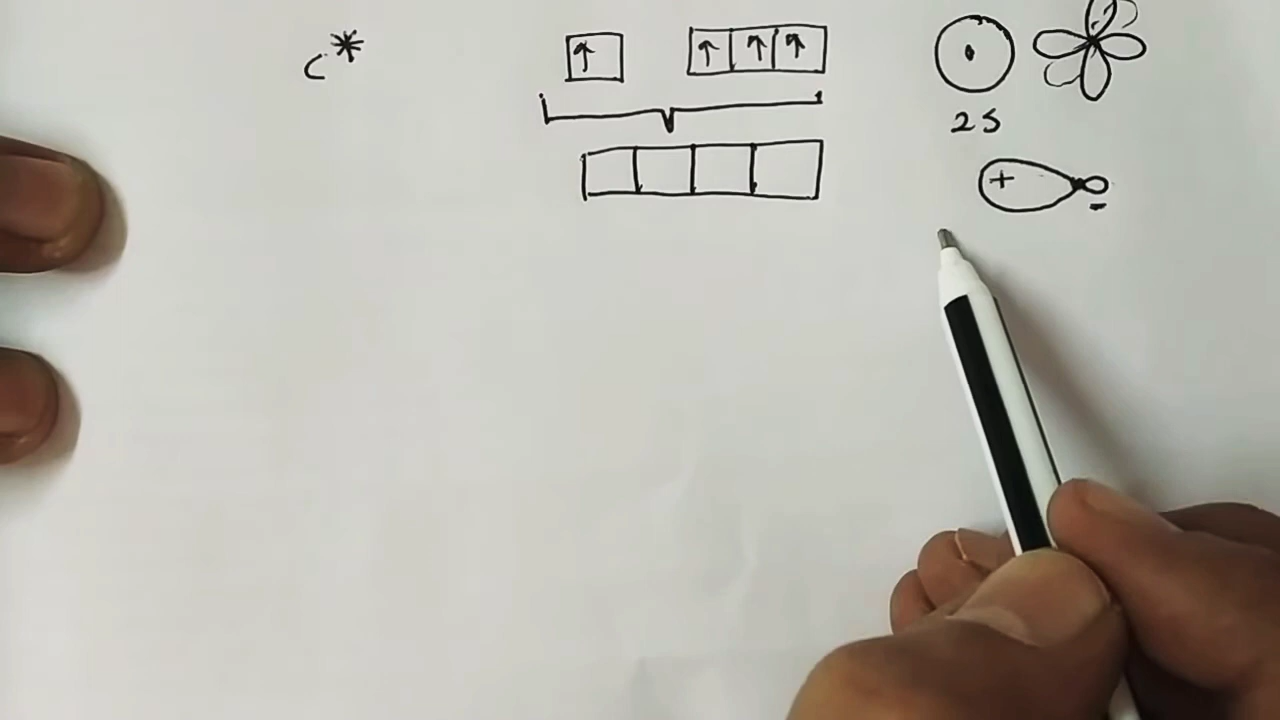 C*
↑ ↑ ↑ ↑
2S
+ -